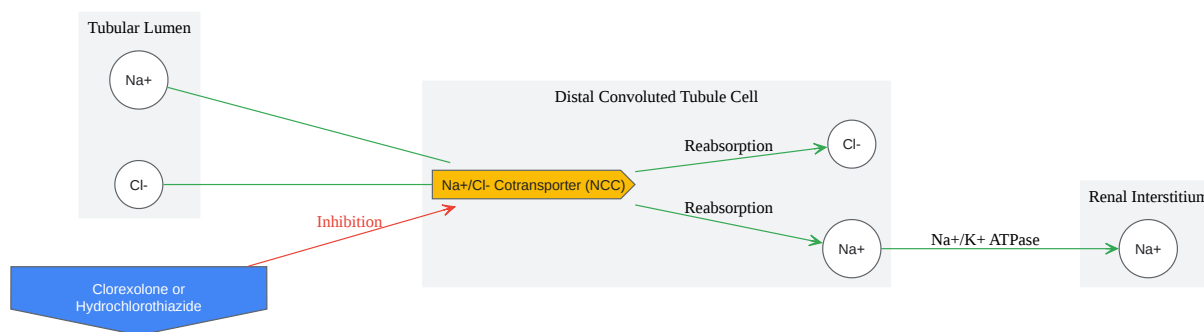 Tubular Lumen
Na+
Distal Convoluted Tubule Cell
Cl-
Reabsorption
Cl-
Na+/Cl- Cotransporter (NCC)
Renal Interstitium
Reabsorption
Inhibition
Na+
Na+/K+ ATPase
Na+
Clorexolone or
Hydrochlorothiazide